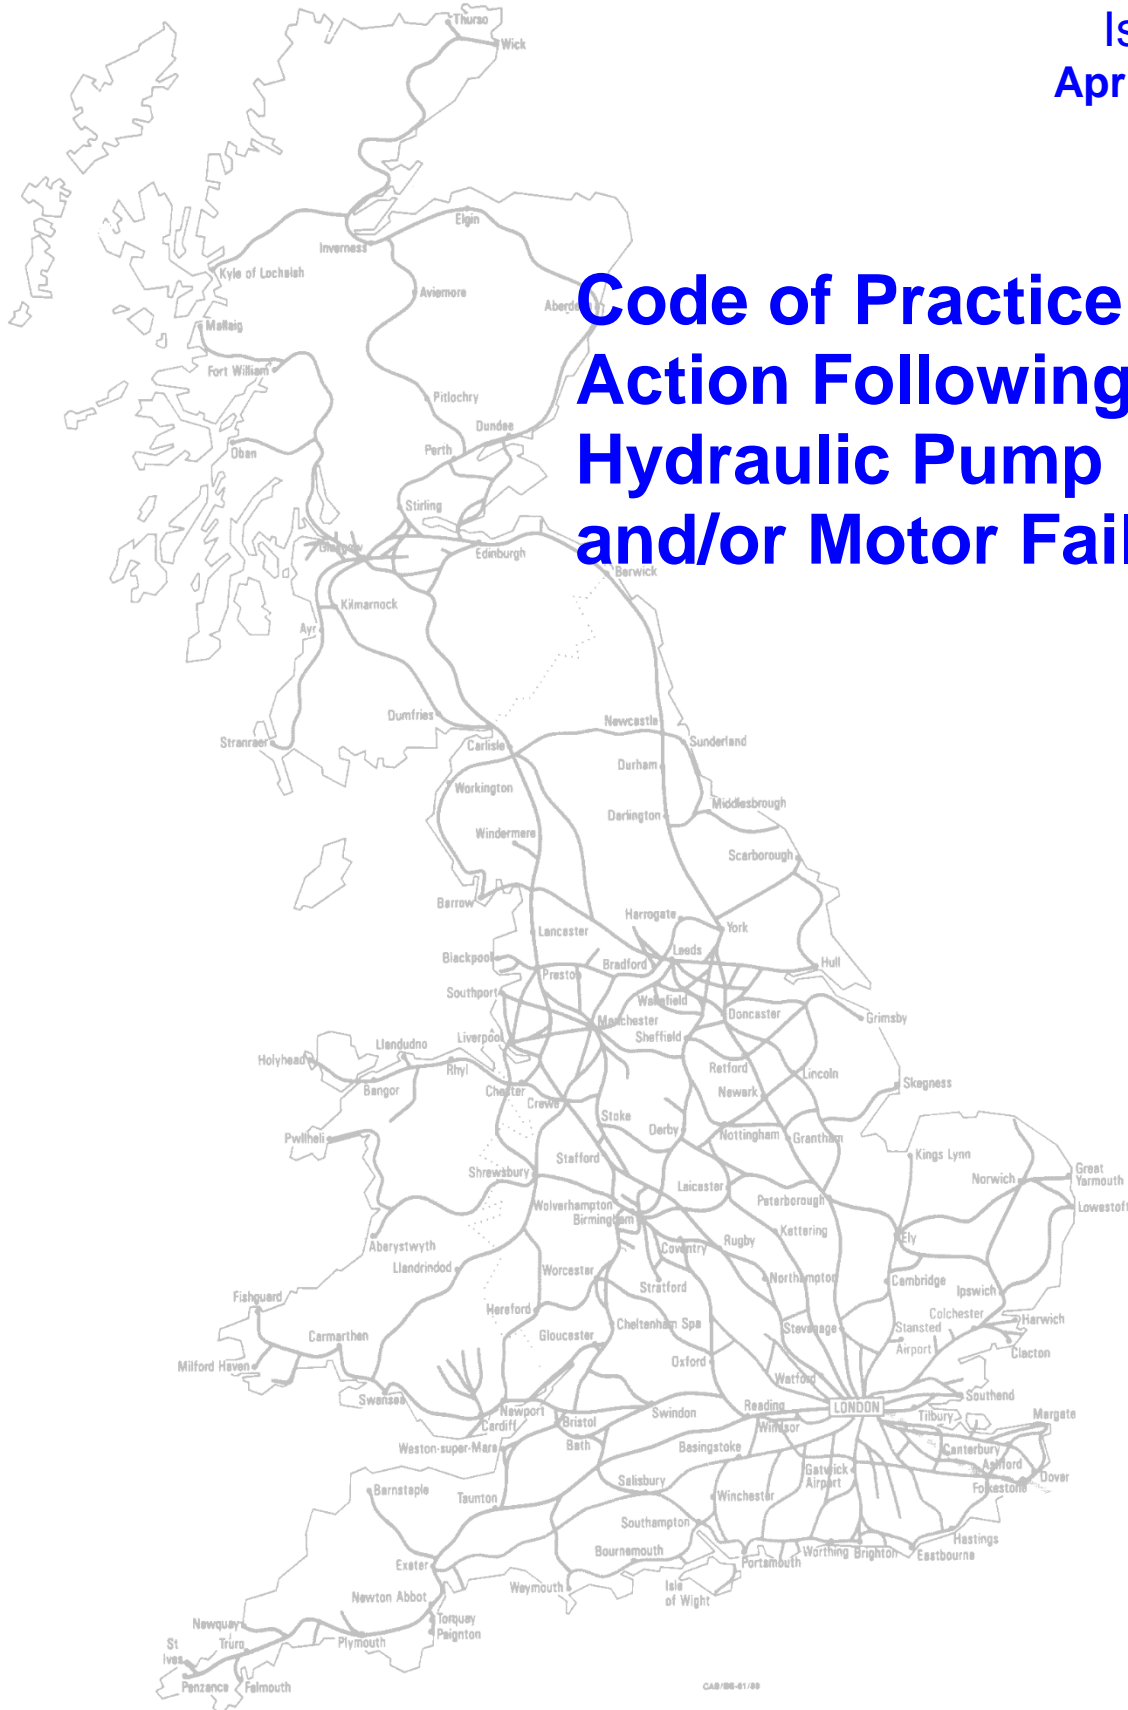 Is
Apr
Code of Practice
Action Following
Hydraulic Pump
and/or Motor Fail
Thurso
Wick
Elgin
Inverness
Kyle of Lochalsh
Aviemore
Mallaig
Fort William
Pitlochry
Dundee
Oban
Perth
Stirling
Edinburgh
Berwick
Kilmarnock
Ayr
Dumfries
Newcastle
Stranraer
Carlisle
Sunderland
Durham
Workington
Middlesbrough
Darlington
Windermere
Scarborough
Barrow
Harrogate
York
Lancaster
Leeds
Blackpool
Bradford
Hull
Preston
Southport
Wakefield
Doncaster
Manchester
Grimsby
Liverpool
Sheffield
Llandudno
Holyhead
Rhyl
Retford
Lincoln
Bangor
Chester
Newark
Skegness
Crewe
Stoke
Derby
Nottingham
Grantham
Pwllheli
Kings Lynn
Stafford
Shrewsbury
Norwich
Great
Yarmouth
Leicester
Wolverhampton
Peterborough
Lowestoft
Birmingham
Kettering
Aberystwyth
Coventry
Rugby
Ely
Llandrindod
Worcester
Northampton
Cambridge
Stratford
Ipswich
Fishguard
Hereford
Colchester
Harwich
Carmarthen
Gloucester
Cheltenham Spa
Stevenage
Stansted
Airport
Clacton
Milford Haven
Oxford
Watford
Swansea
Southend
Newport
Swindon
Reading
LONDON
Tilbury
Margate
Cardiff
Bristol
Windsor
Weston-super-Mare
Bath
Basingstoke
Canterbury
Ashford
Gatwick
Airport
Dover
Folkestone
Barnstaple
Salisbury
Taunton
Winchester
Southampton
Hastings
Bournemouth
Worthing
Brighton
Eastbourne
Portsmouth
Exeter
Weymouth
Isle
of Wight
Newton Abbot
Torquay
Paignton
Newquay
St
Ives
Truro
Plymouth
Penzance
Falmouth